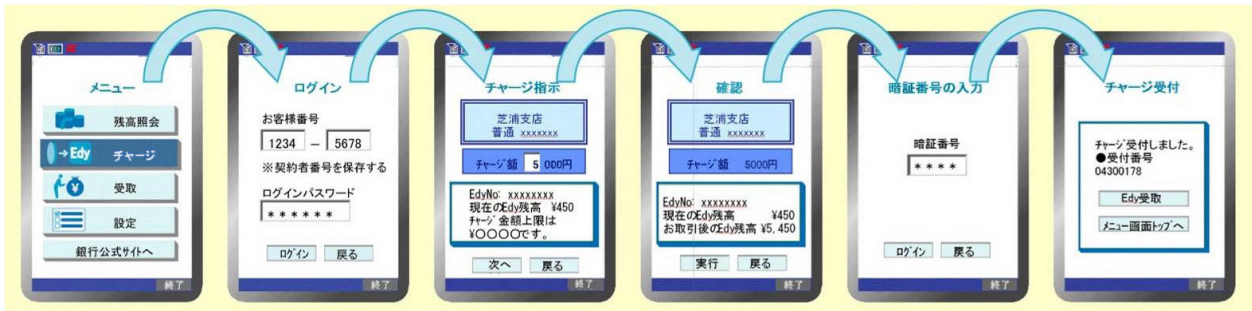 メニュー
残高照会
→Edy チャージ
受取
設定
銀行公式サイトへ
終了
ログイン
お客様番号
1234 － 5678
※契約者番号を保存する
ログインパスワード
＊＊＊＊＊＊
ログイン 戻る
終了
チャージ指示
芝浦支店
普通 xxxxxxx
チャージ額 5 000円
EdyNo: xxxxxxxx
現在のEdy残高 ¥450
チャージ金額上限は
¥〇〇〇〇です。
次へ 戻る
終了
確認
芝浦支店
普通 xxxxxxx
チャージ額 5000円
EdyNo: xxxxxxxx
現在のEdy残高 ¥450
お取引後のEdy残高 ¥5,450
実行 戻る
終了
暗証番号の入力
暗証番号
＊＊＊＊
ログイン 戻る
終了
チャージ受付
チャージ受付しました。
●受付番号
04300178
Edy受取
メニュー画面トップへ
終了